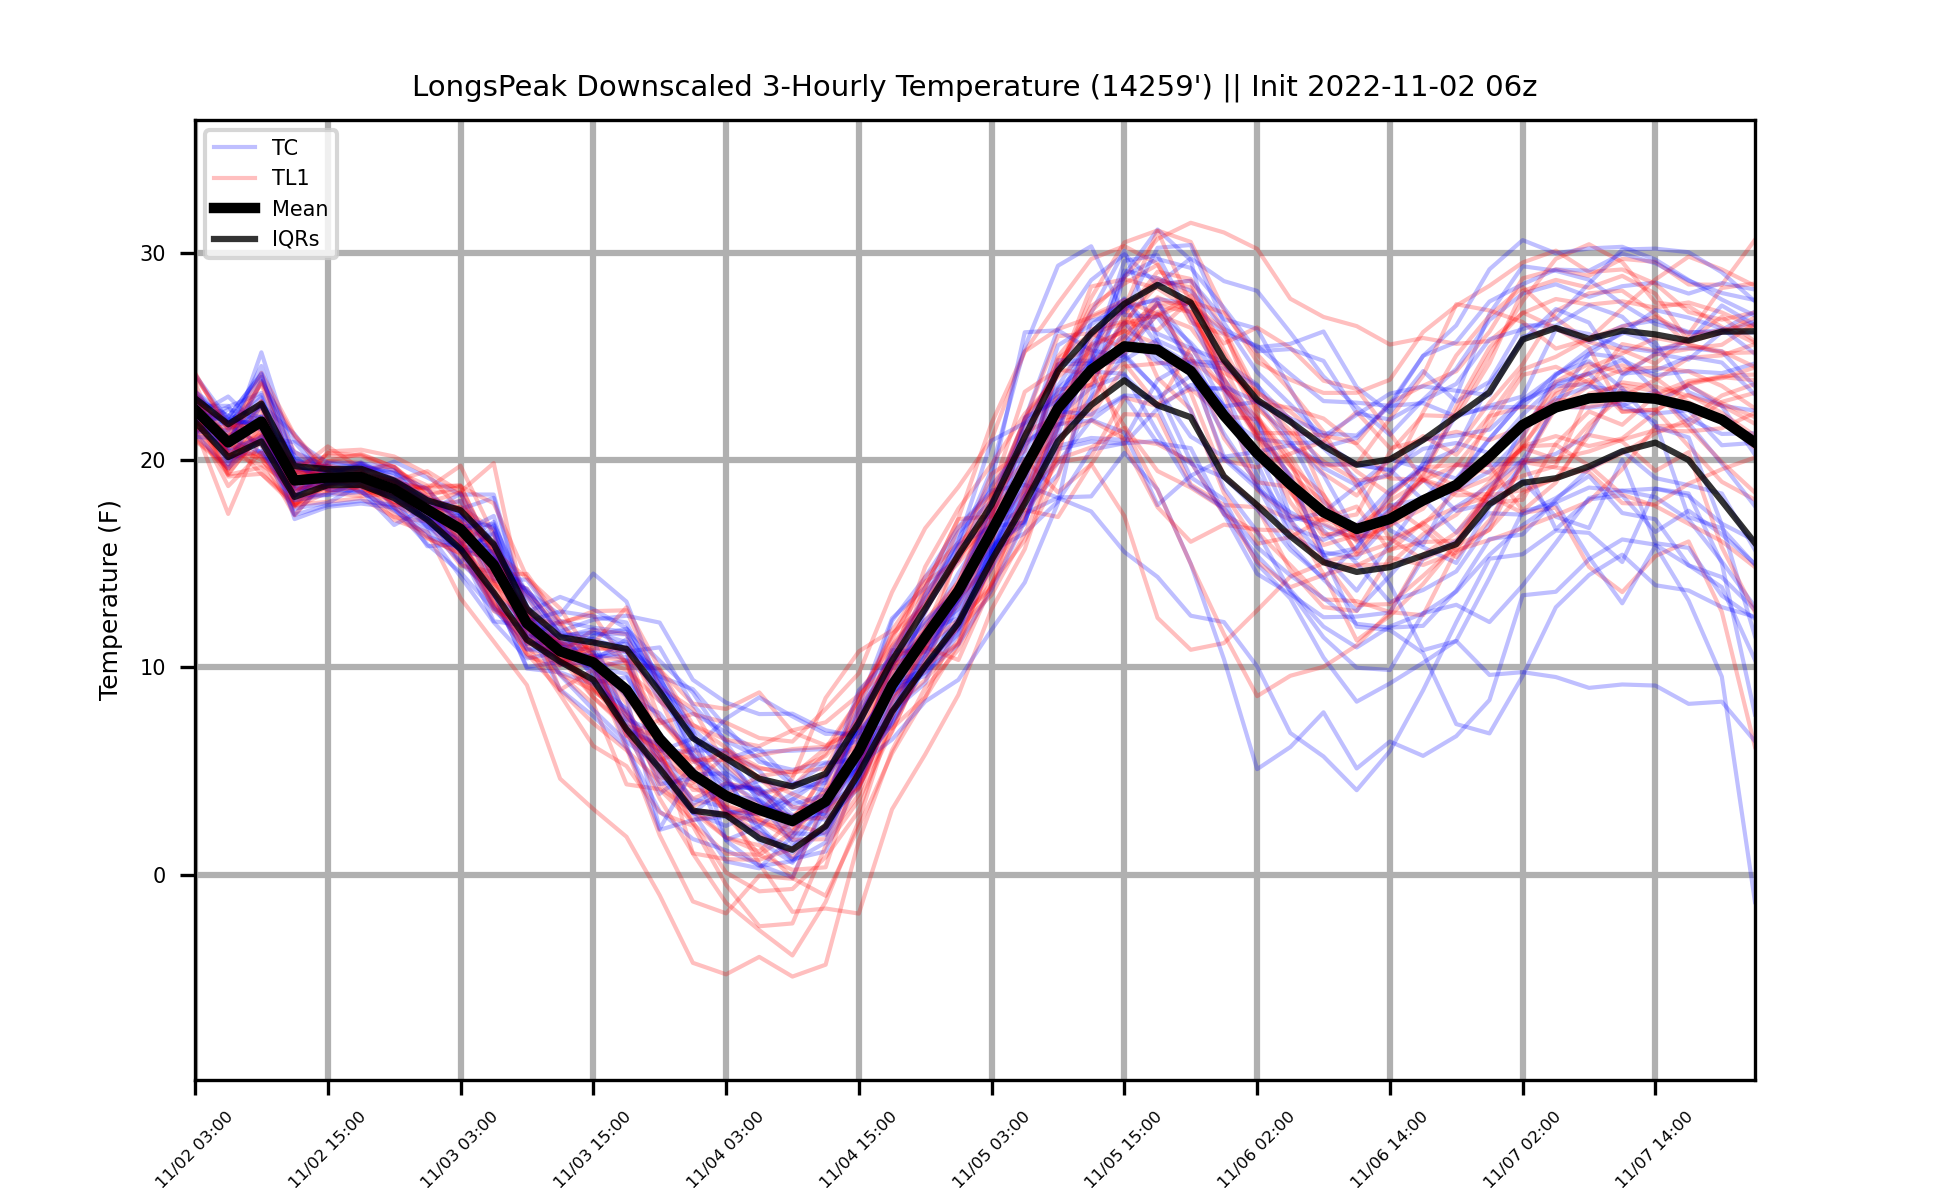 LongsPeak Downscaled 3-Hourly Temperature (14259') || Init 2022-11-02 06z
TC
TL1
Mean
IQRs
Temperature (F)
30
20
10
0
11/02 03:00
11/02 15:00
11/03 03:00
11/03 15:00
11/04 03:00
11/04 15:00
11/05 03:00
11/05 15:00
11/06 02:00
11/06 14:00
11/07 02:00
11/07 14:00